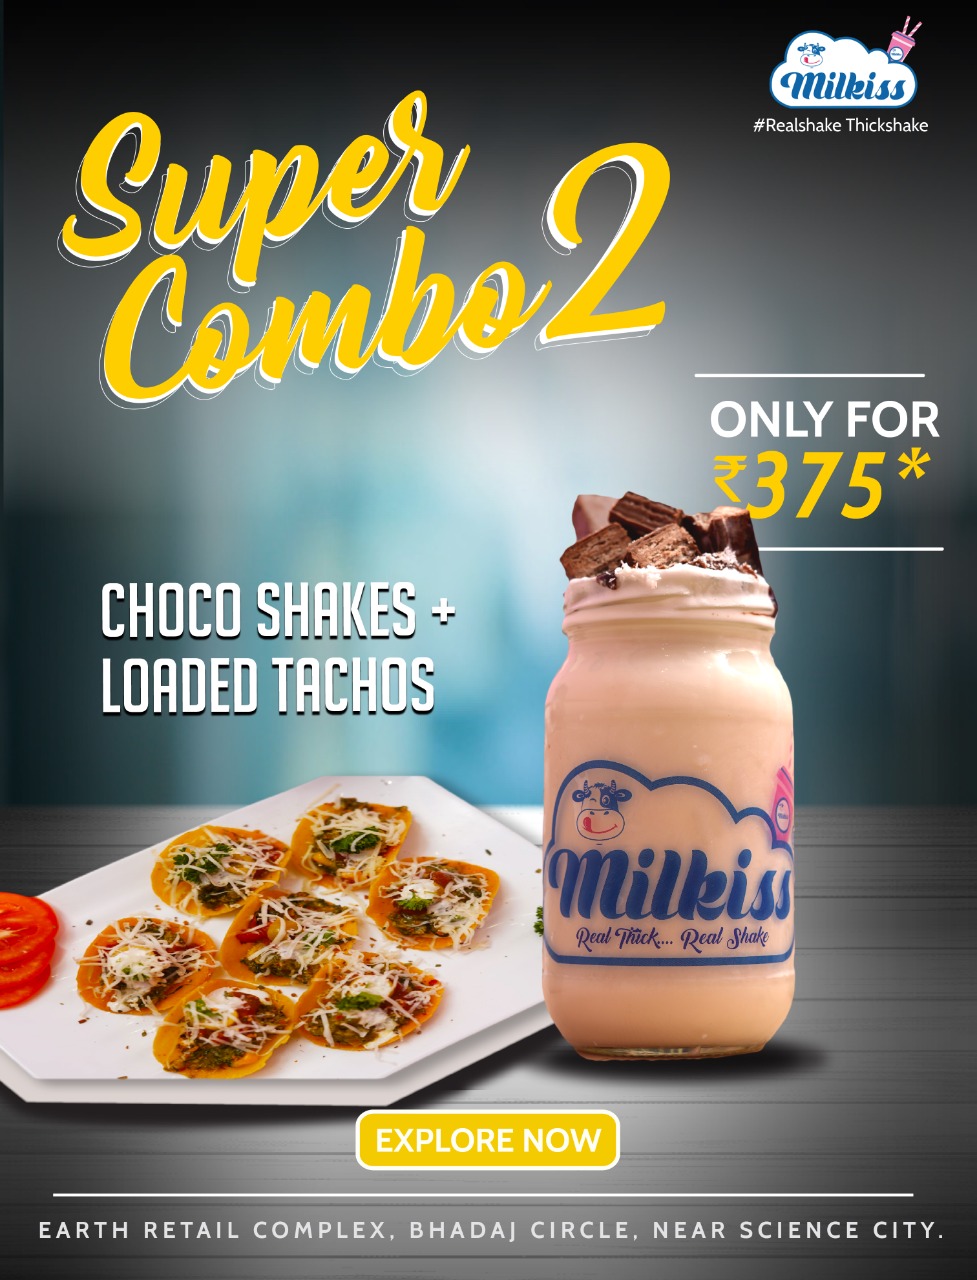 Milkiss
#Realshake Thickshake
Super
Combo 2
ONLY FOR
₹375*
CHOCO SHAKES +
LOADED TACHOS
Milkiss
Real Thick.... Real Shake
EXPLORE NOW
EARTH RETAIL COMPLEX, BHADAJ CIRCLE, NEAR SCIENCE CITY.